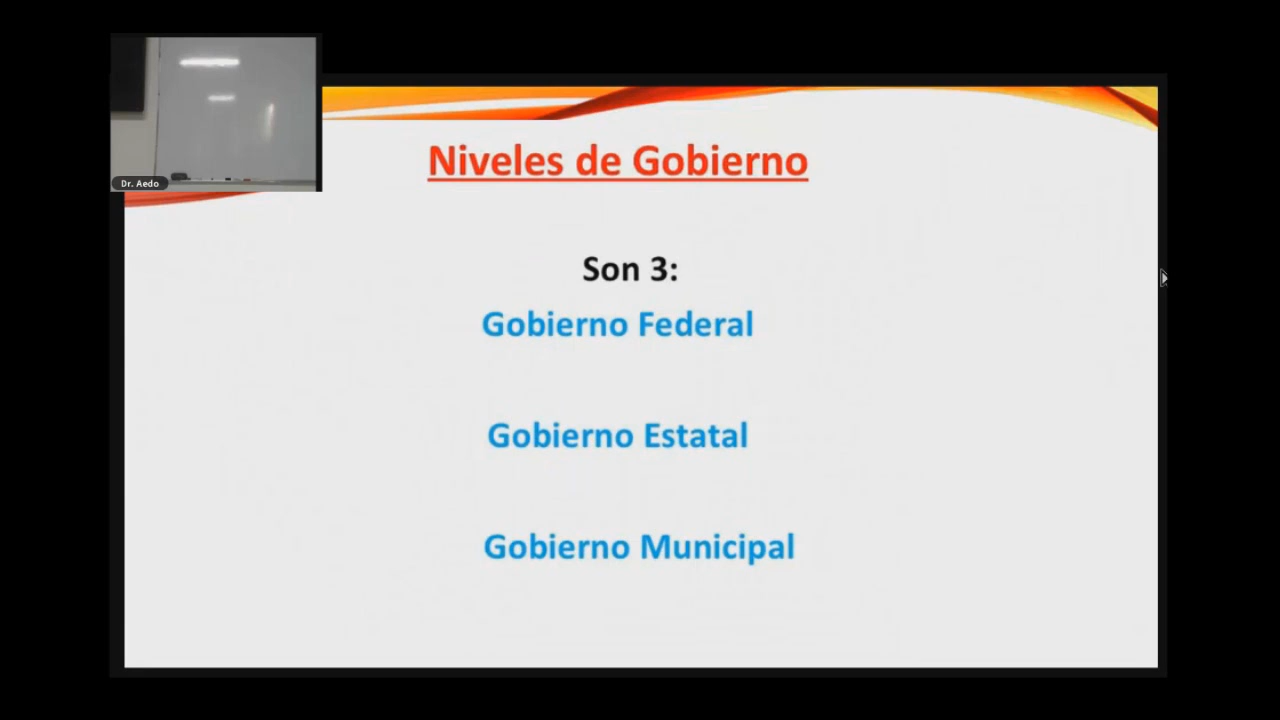 Dr. Aedo
Niveles de Gobierno
Son 3:
Gobierno Federal
Gobierno Estatal
Gobierno Municipal